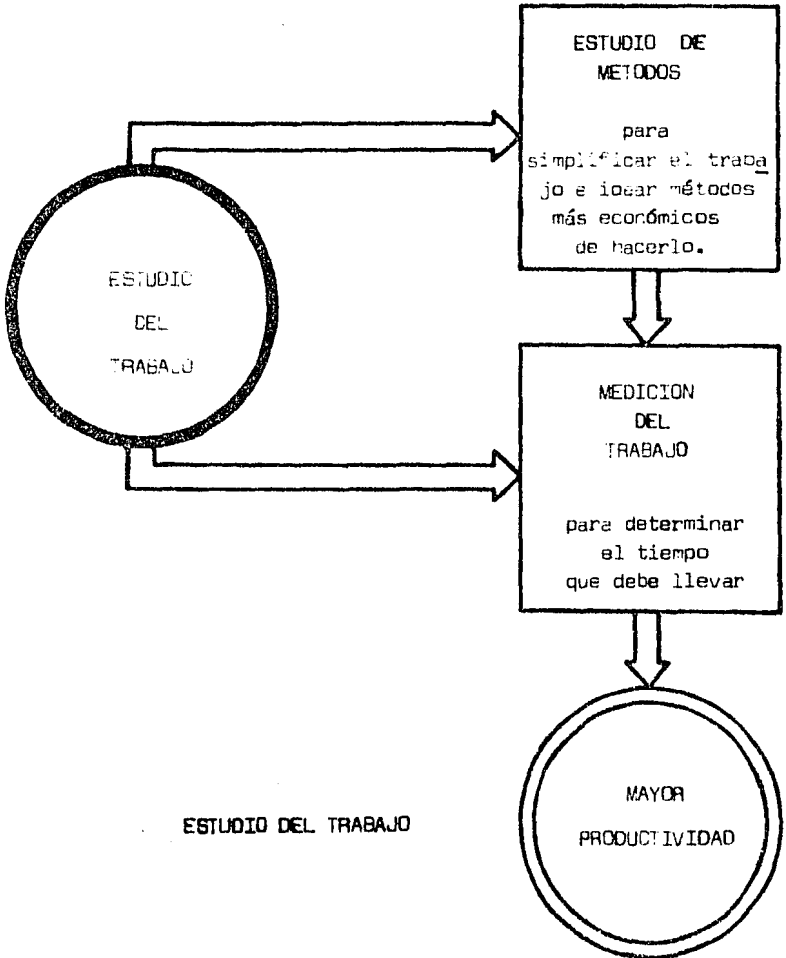 ESTUDIO DE
METODOS
para
simplificar el traba
jo e idear métodos
más económicos
de hacerlo.
ESTUDIO
DEL
TRABAJO
MEDICION
DEL
TRABAJO
para determinar
el tiempo
que debe llevar
MAYOR
PRODUCTIVIDAD
ESTUDIO DEL TRABAJO